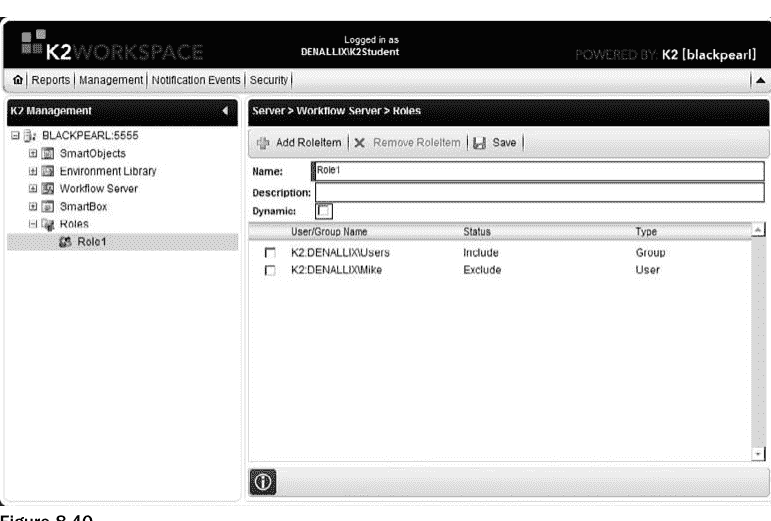 K2WORKSPACE
Logged in as
DENALLIX\K2Student
POWERED BY K2 [blackpearl]
Reports | Management | Notification Events | Security
K2 Management
BLACKPEARL:5555
SmartObjects
Environment Library
Workflow Server
SmartBox
Roles
Role1
Server > Workflow Server > Roles
Add RoleItem | Remove RoleItem | Save
Name: Role1
Description:
Dynamic:
User/Group Name Status Type
K2:DENALLIX\Users Include Group
K2:DENALLIX\Mike Exclude User
Figure 8-40